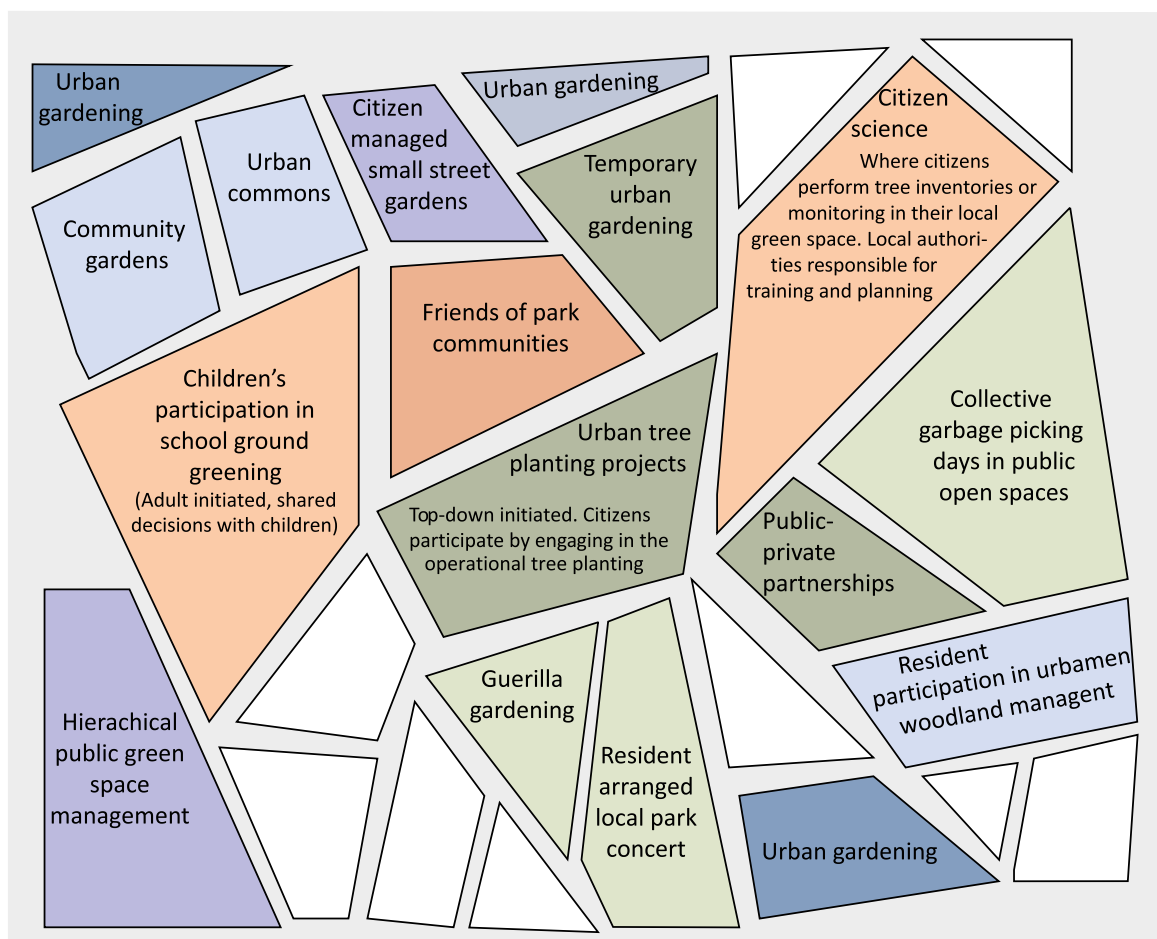 Urban
gardening
Urban
commons
Community
gardens
Citizen
managed
small street
gardens
Urban gardening
Temporary
urban
gardening
Citizen
science
Where citizens
perform tree inventories or
monitoring in their local
green space. Local authori-
ties responsible for
training and planning
Friends of park
communities
Children’s
participation in
school ground
greening
(Adult initiated, shared
decisions with children)
Urban tree
planting projects
Top-down initiated. Citizens
participate by engaging in the
operational tree planting
Collective
garbage picking
days in public
open spaces
Public-
private
partnerships
Resident
participation in urbamen
woodland managent
Guerilla
gardening
Hierachical
public green
space
management
Resident
arranged
local park
concert
Urban gardening